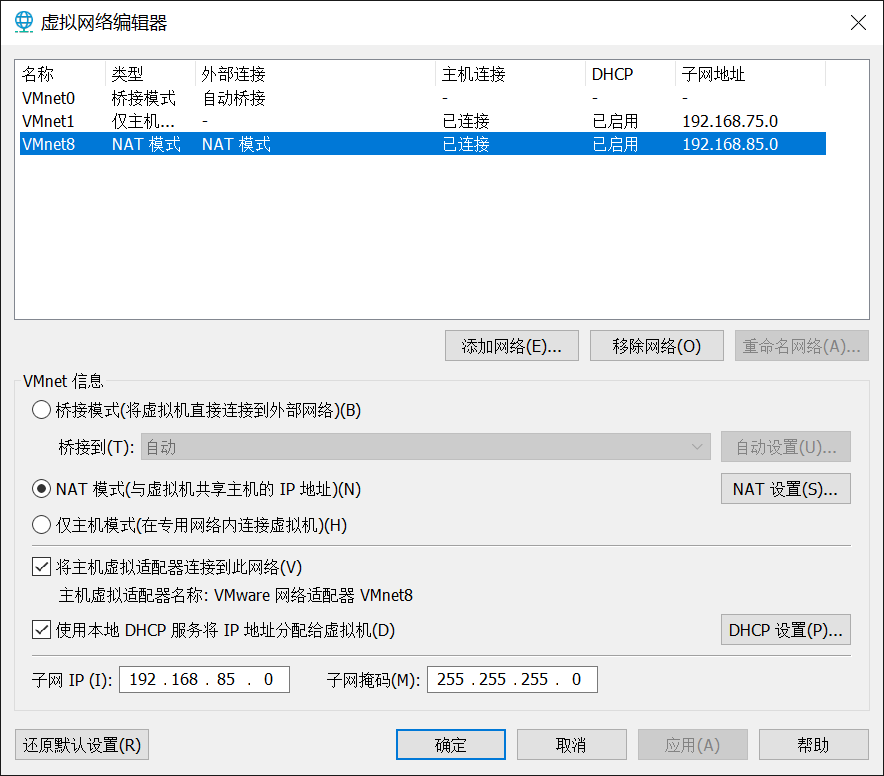 虚拟网络编辑器
名称 类型 外部连接 主机连接 DHCP 子网地址
VMnet0 桥接模式 自动桥接 - - -
VMnet1 仅主机... - 已连接 已启用 192.168.75.0
VMnet8 NAT 模式 NAT 模式 已连接 已启用 192.168.85.0
添加网络(E)... 移除网络(O) 重命名网络(A)...
VMnet 信息
桥接模式(将虚拟机直接连接到外部网络)(B)
桥接到(T): 自动 自动设置(U)...
NAT 模式(与虚拟机共享主机的 IP 地址)(N) NAT 设置(S)...
仅主机模式(在专用网络内连接虚拟机)(H)
将主机虚拟适配器连接到此网络(V)
主机虚拟适配器名称: VMware 网络适配器 VMnet8
使用本地 DHCP 服务将 IP 地址分配给虚拟机(D) DHCP 设置(P)...
子网 IP (I): 192 . 168 . 85 . 0 子网掩码(M): 255 . 255 . 255 . 0
还原默认设置(R) 确定 取消 应用(A) 帮助